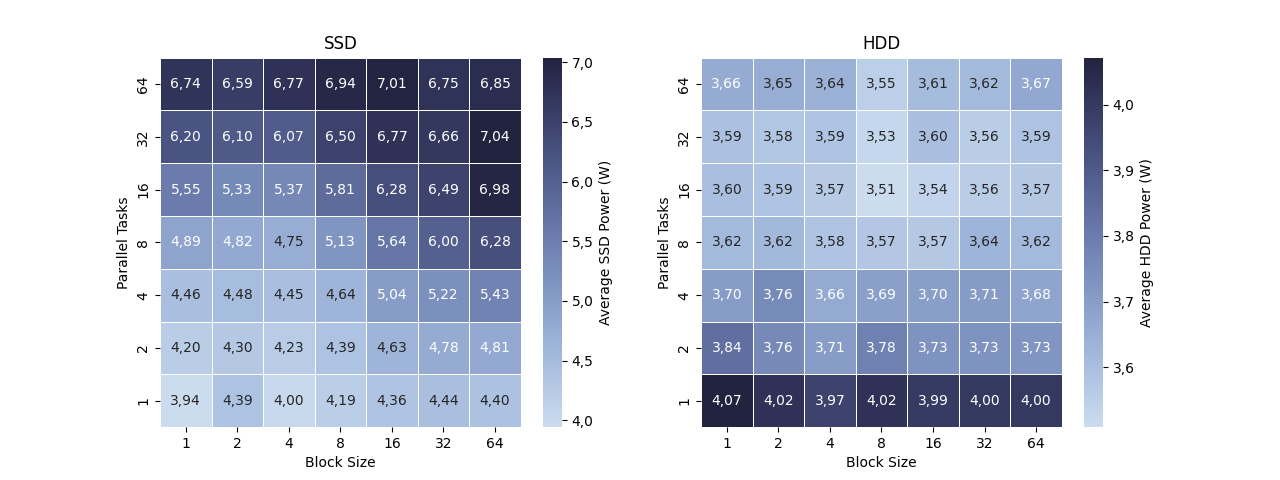 SSD
64 6,74 6,59 6,77 6,94 7,01 6,75 6,85
32 6,20 6,10 6,07 6,50 6,77 6,66 7,04
16 5,55 5,33 5,37 5,81 6,28 6,49 6,98
8 4,89 4,82 4,75 5,13 5,64 6,00 6,28
4 4,46 4,48 4,45 4,64 5,04 5,22 5,43
2 4,20 4,30 4,23 4,39 4,63 4,78 4,81
1 3,94 4,39 4,00 4,19 4,36 4,44 4,40
1 2 4 8 16 32 64
Block Size
Parallel Tasks
7,0
6,5
6,0
5,5
5,0
4,5
4,0
Average SSD Power (W)
HDD
64 3,66 3,65 3,64 3,55 3,61 3,62 3,67
32 3,59 3,58 3,59 3,53 3,60 3,56 3,59
16 3,60 3,59 3,57 3,51 3,54 3,56 3,57
8 3,62 3,62 3,58 3,57 3,57 3,64 3,62
4 3,70 3,76 3,66 3,69 3,70 3,71 3,68
2 3,84 3,76 3,71 3,78 3,73 3,73 3,73
1 4,07 4,02 3,97 4,02 3,99 4,00 4,00
1 2 4 8 16 32 64
Block Size
Parallel Tasks
4,0
3,9
3,8
3,7
3,6
Average HDD Power (W)